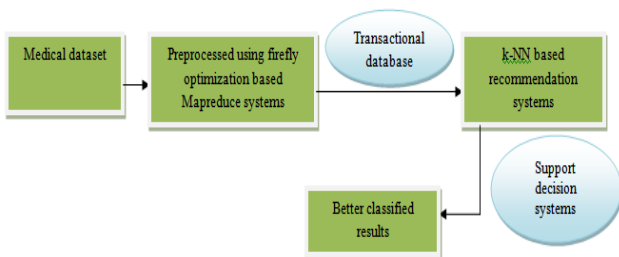 Medical dataset
Preprocessed using firefly
optimization based
Mapreduce systems
Transactional
database
k-NN based
recommendation
systems
Support
decision
systems
Better classified
results